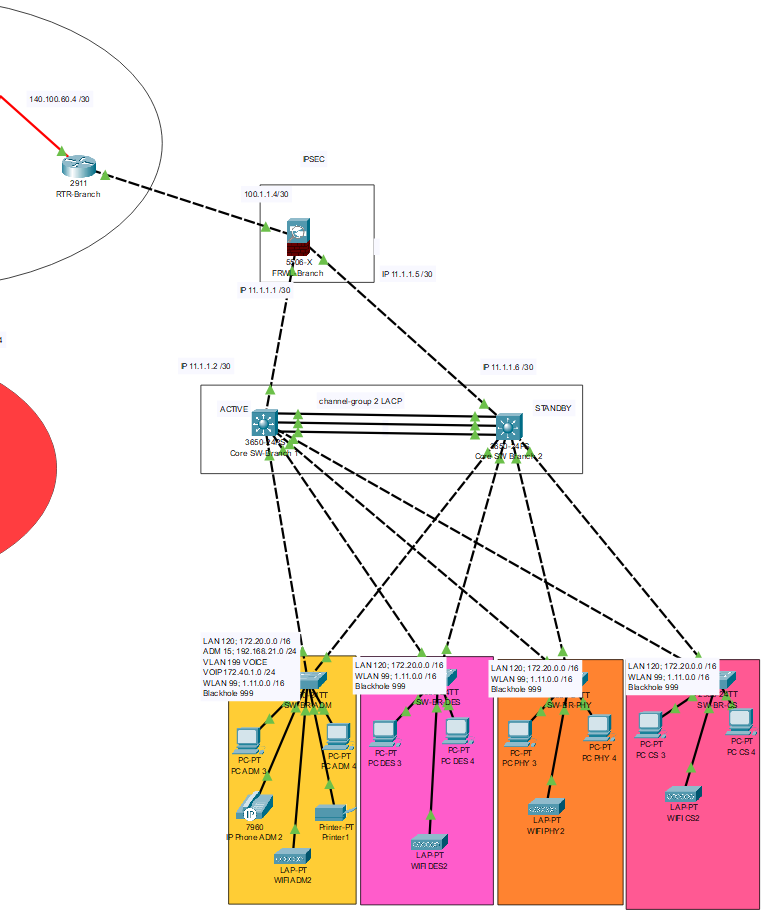 140.100.60.4 /30
2911
RTR-Branch
IPSEC
100.1.1.4/30
5506-X
FRW-Branch
IP 11.1.1.1 /30
IP 11.1.1.5 /30
IP 11.1.1.2 /30
IP 11.1.1.6 /30
ACTIVE
channel-group 2 LACP
STANDBY
3650-24PS
Core SW-Branch 1
3650-24PS
Core SW Branch 2
LAN 120; 172.20.0.0 /16
ADM 15; 192.168.21.0 /24
VLAN 199 VOICE
VOIP 172.40.1.0 /24
WLAN 99; 1.11.0.0 /16
Blackhole 999
LAN 120; 172.20.0.0 /16
WLAN 99; 1.11.0.0 /16
Blackhole 999
LAN 120; 172.20.0.0 /16
WLAN 99; 1.11.0.0 /16
Blackhole 999
LAN 120; 172.20.0.0 /16
WLAN 99; 1.11.0.0 /16
Blackhole 999
SW-BR-ADM
SW-BR-DES
SW-BR-PHY
SW-BR-CS
PC-PT
PC ADM 3
PC-PT
PC ADM 4
PC-PT
PC DES 3
PC-PT
PC DES 4
PC-PT
PC PHY 3
PC-PT
PC PHY 4
PC-PT
PC CS 3
PC-PT
PC CS 4
IP
7960
IP Phone ADM2
Printer-PT
Printer1
LAP-PT
WIFI ADM2
LAP-PT
WIFI DES2
LAP-PT
WIFI PHY2
LAP-PT
WIFI CS2